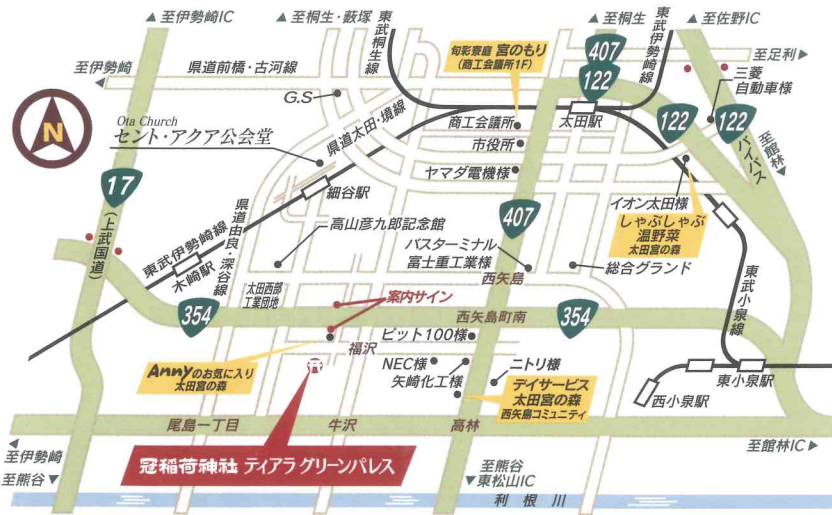 至伊勢崎IC
至桐生・藪塚
至桐生
至佐野IC
東武桐生線
旬彩寮庭 宮のもり
(商工会議所1F)
407
122
東武伊勢崎線
至足利
至伊勢崎
県道前橋・古河線
三菱
自動車様
G.S
N
Ota Church
セント・アクア公会堂
県道太田・境線
商工会議所
太田駅
122
122
バイパス
至館林
市役所
ヤマダ電機様
17
(上武国道)
細谷駅
イオン太田様
しゃぶしゃぶ
温野菜
太田宮の森
県道由良・深谷線
高山彦九郎記念館
407
バスターミナル
富士重工業様
総合グランド
西矢島
東武伊勢崎線
木崎駅
太田西部
工業団地
案内サイン
東武小泉線
354
西矢島町南
354
ピット100様
福沢
Annyのお気に入り
太田宮の森
NEC様
矢崎化工様
ニトリ様
デイサービス
太田宮の森
西矢島コミュニティ
東小泉駅
西小泉駅
尾島一丁目
牛沢
高林
至伊勢崎
至熊谷
冠稲荷神社 ティアラ グリーンパレス
至熊谷
東松山IC
至館林IC
利根川